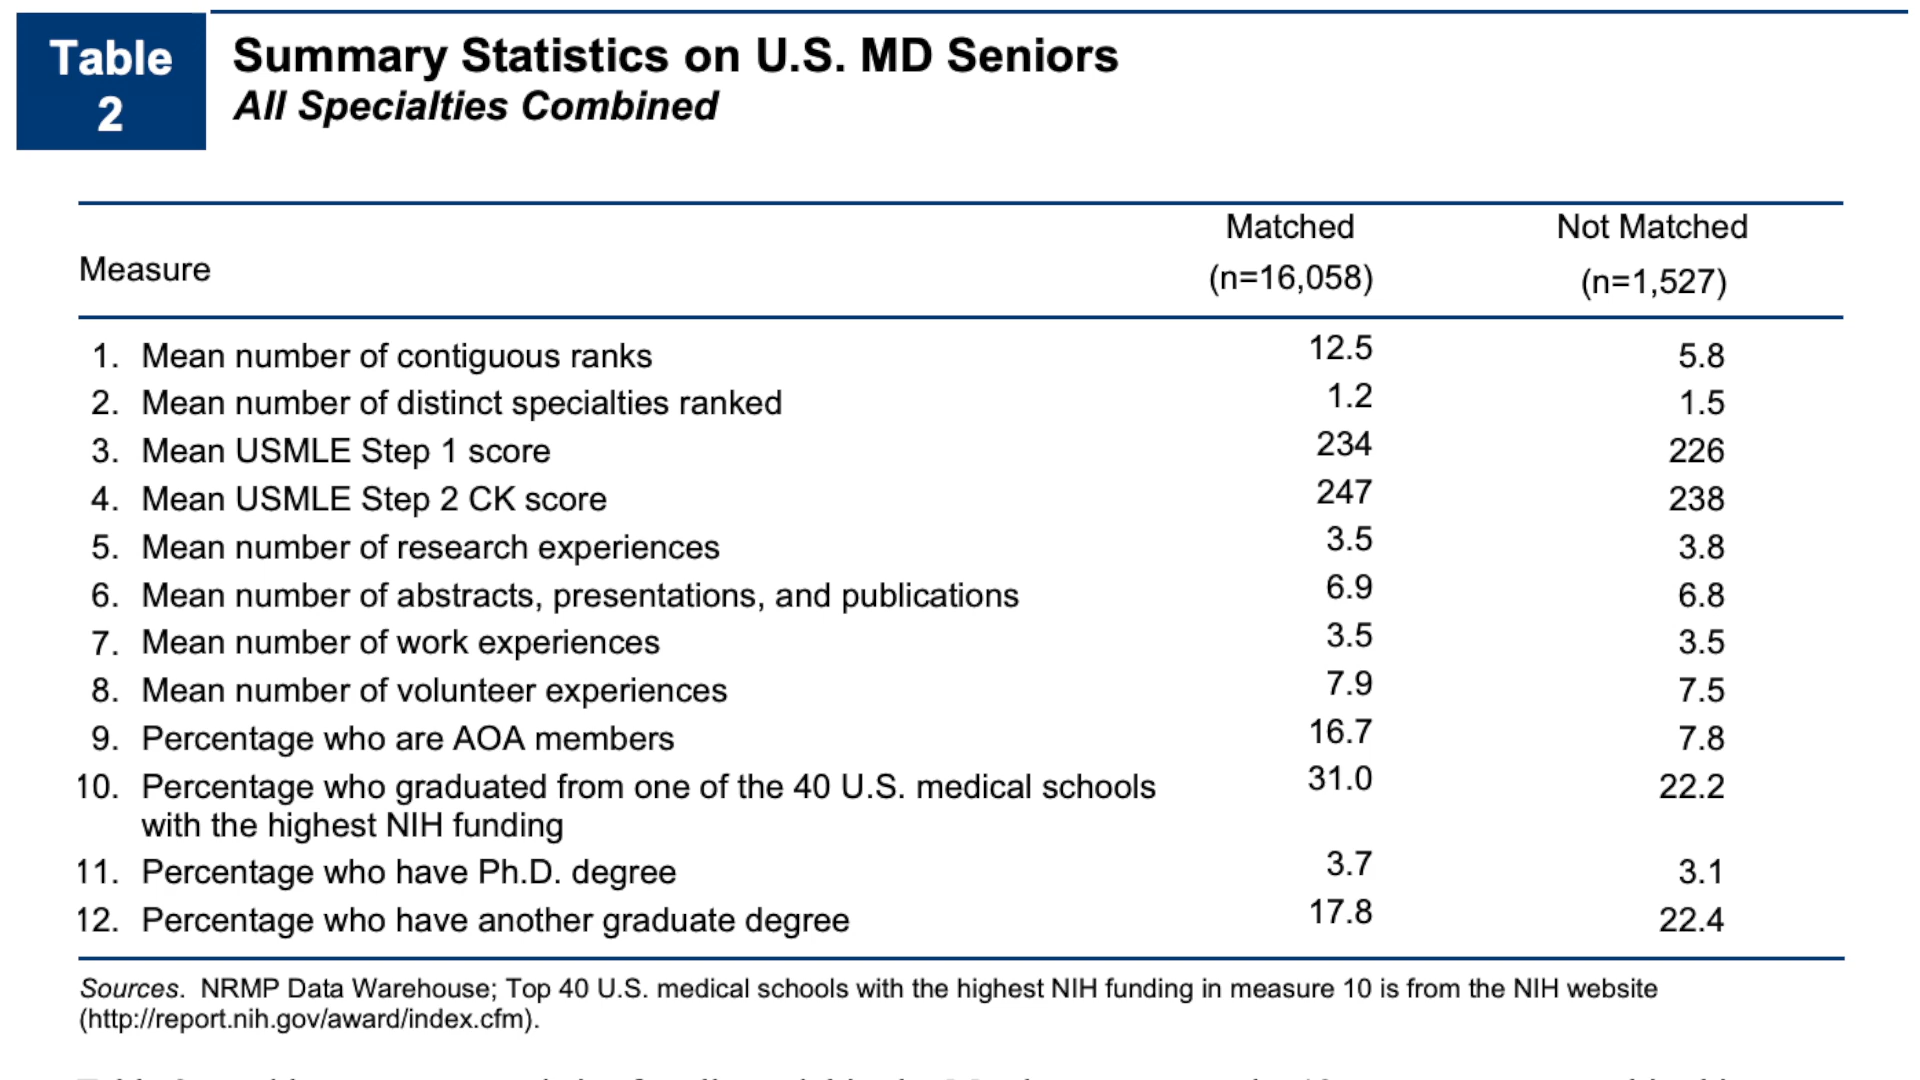 Table
2
Summary Statistics on U.S. MD Seniors
All Specialties Combined
Measure
Matched
(n=16,058)
Not Matched
(n=1,527)
1. Mean number of contiguous ranks 12.5 5.8
2. Mean number of distinct specialties ranked 1.2 1.5
3. Mean USMLE Step 1 score 234 226
4. Mean USMLE Step 2 CK score 247 238
5. Mean number of research experiences 3.5 3.8
6. Mean number of abstracts, presentations, and publications 6.9 6.8
7. Mean number of work experiences 3.5 3.5
8. Mean number of volunteer experiences 7.9 7.5
9. Percentage who are AOA members 16.7 7.8
10. Percentage who graduated from one of the 40 U.S. medical schools 31.0 22.2
with the highest NIH funding
11. Percentage who have Ph.D. degree 3.7 3.1
12. Percentage who have another graduate degree 17.8 22.4
Sources. NRMP Data Warehouse; Top 40 U.S. medical schools with the highest NIH funding in measure 10 is from the NIH website
(http://report.nih.gov/award/index.cfm).